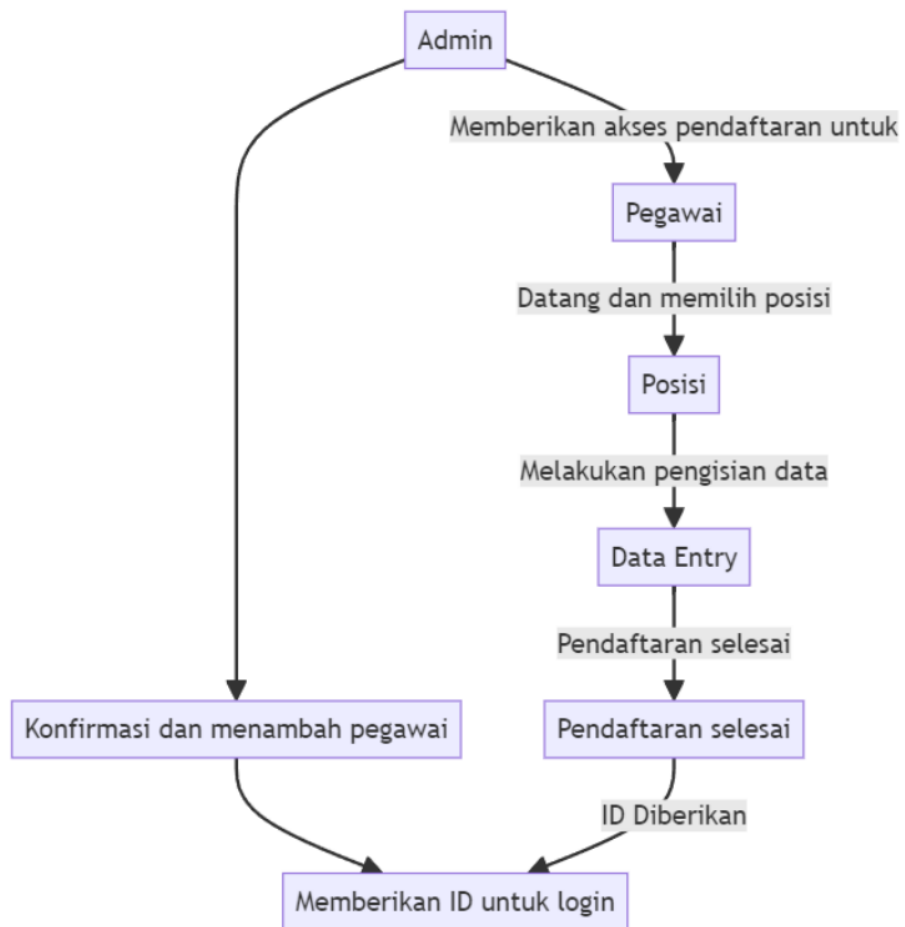 Admin
Memberikan akses pendaftaran untuk
Pegawai
Datang dan memilih posisi
Posisi
Melakukan pengisian data
Data Entry
Pendaftaran selesai
Konfirmasi dan menambah pegawai
Pendaftaran selesai
ID Diberikan
Memberikan ID untuk login